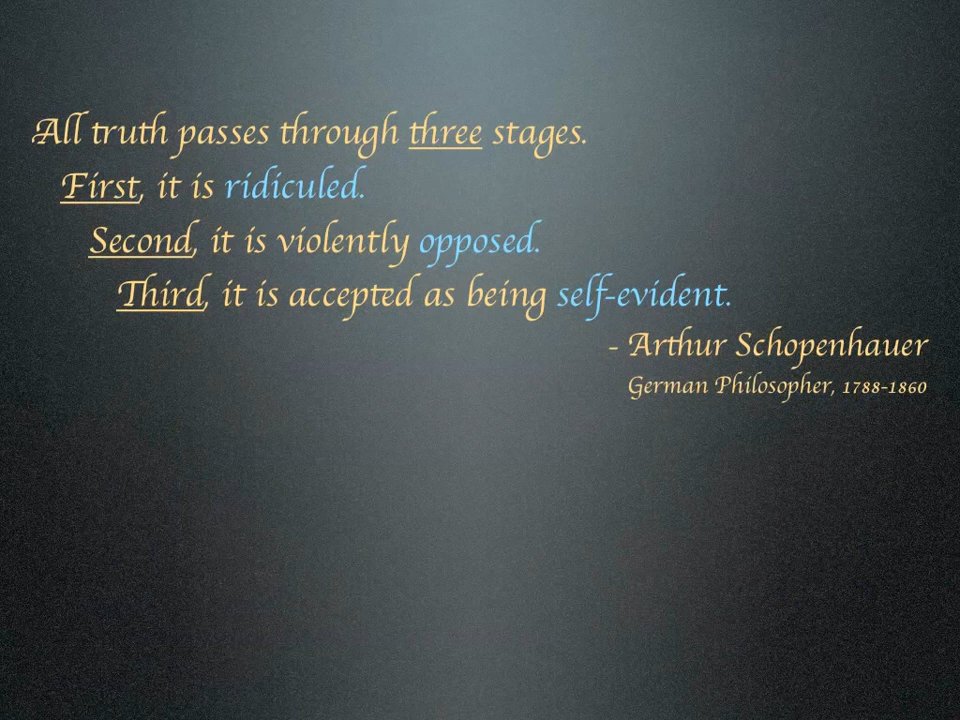 All truth passes through three stages.
First, it is ridiculed.
Second, it is violently opposed.
Third, it is accepted as being self-evident.
- Arthur Schopenhauer
German Philosopher, 1788-1860